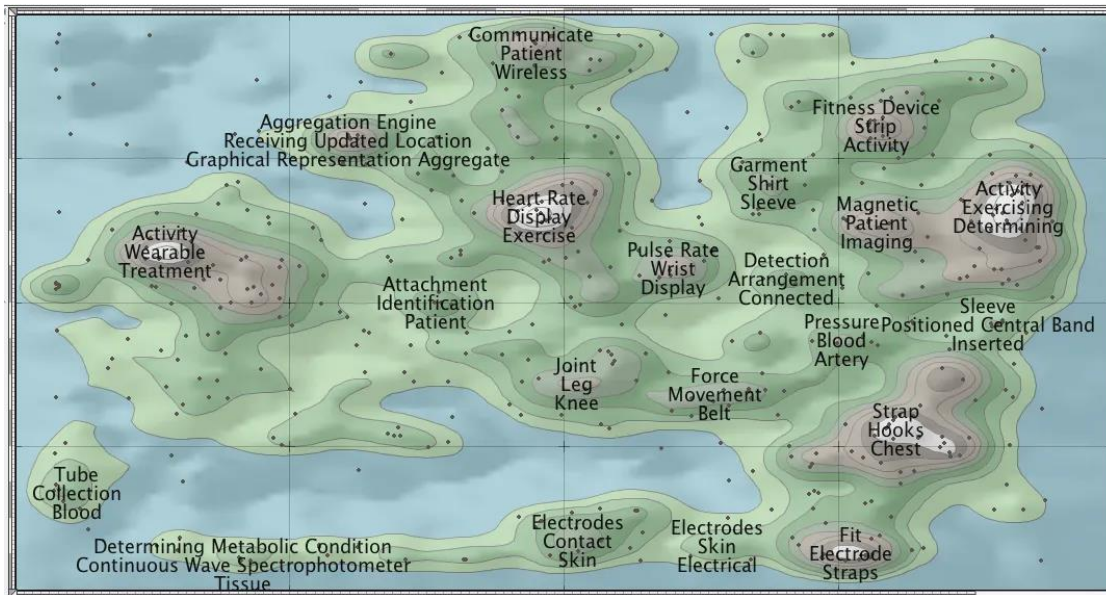 Communicate
Patient
Wireless
Aggregation Engine
Receiving Updated Location
Graphical Representation Aggregate
Fitness Device
Strip
Activity
Garment
Shirt
Sleeve
Heart Rate
Display
Exercise
Magnetic
Patient
Imaging
Activity
Exercising
Determining
Activity
Wearable
Treatment
Pulse Rate
Wrist
Display
Detection
Arrangement
Connected
Attachment
Identification
Patient
Sleeve
Positioned Central Band
Inserted
Pressure
Blood
Artery
Joint
Leg
Knee
Force
Movement
Belt
Strap
Hooks
Chest
Tube
Collection
Blood
Electrodes
Contact
Skin
Electrodes
Skin
Electrical
Fit
Electrode
Straps
Determining Metabolic Condition
Continuous Wave Spectrophotometer
Tissue